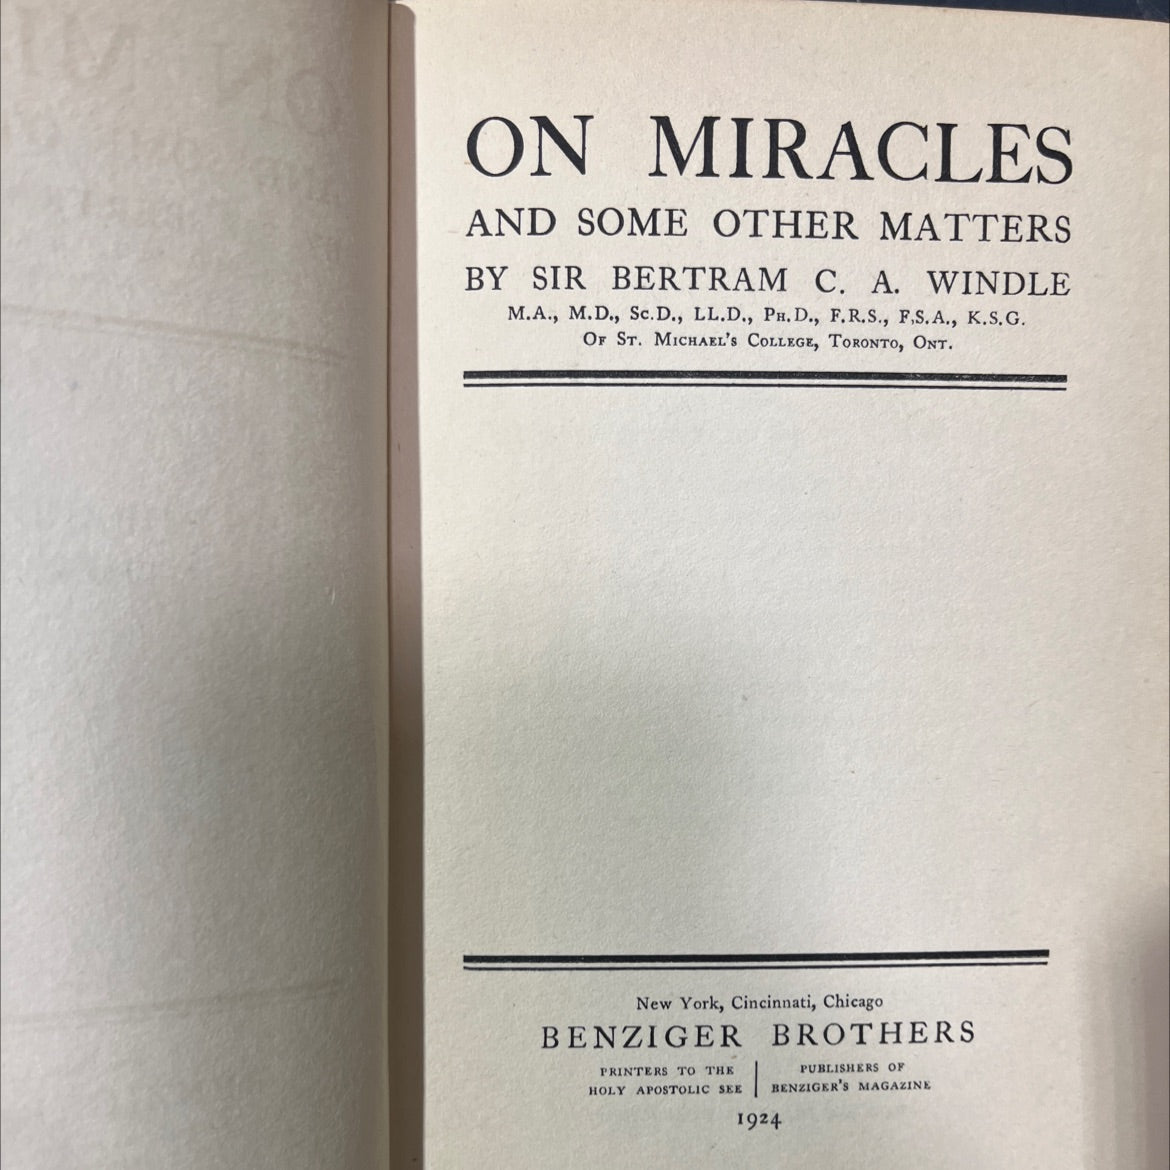 ON MIRACLES
AND SOME OTHER MATTERS
BY SIR BERTRAM C. A. WINDLE
M.A., M.D., Sc.D., LL.D., Ph.D., F.R.S., F.S.A., K.S.G.
Of St. Michael's College, Toronto, Ont.
New York, Cincinnati, Chicago
BENZIGER BROTHERS
PRINTERS TO THE
HOLY APOSTOLIC SEE
PUBLISHERS OF
BENZIGER'S MAGAZINE
1924